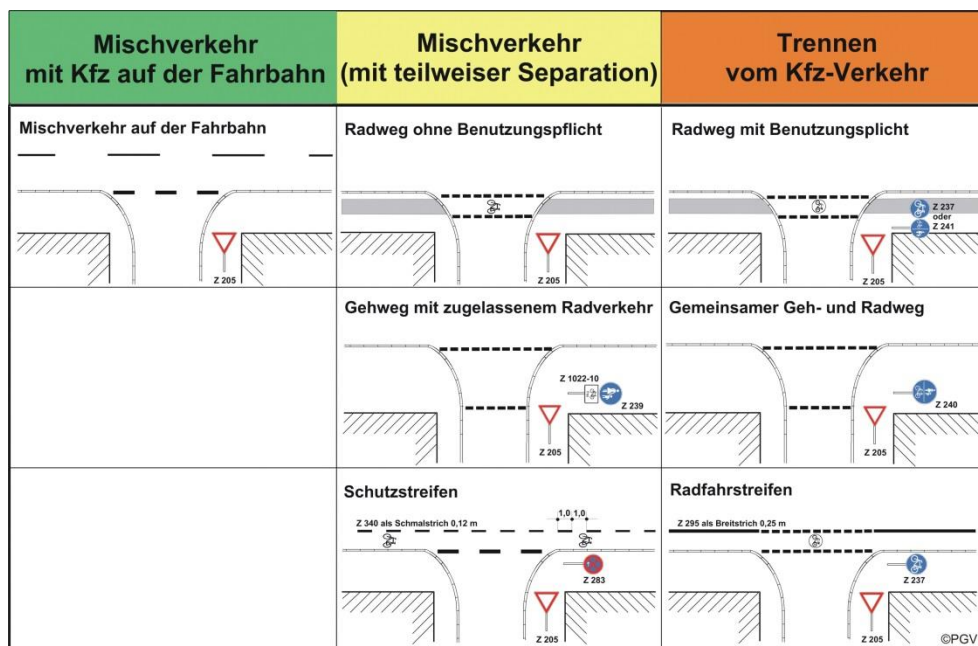 Mischverkehr
mit Kfz auf der Fahrbahn
Mischverkehr
(mit teilweiser Separation)
Trennen
vom Kfz-Verkehr
Mischverkehr auf der Fahrbahn
Z 205
Radweg ohne Benutzungspflicht
Z 205
Radweg mit Benutzungsplicht
Z 237
oder
Z 241
Z 205
Gehweg mit zugelassenem Radverkehr
Z 1022-10
Z 239
Z 205
Gemeinsamer Geh- und Radweg
Z 240
Z 205
Schutzstreifen
1,0 1,0
Z 340 als Schmalstrich 0,12 m
Z 283
Z 205
Radfahrstreifen
Z 295 als Breitstrich 0,25 m
Z 237
Z 205
©PGV